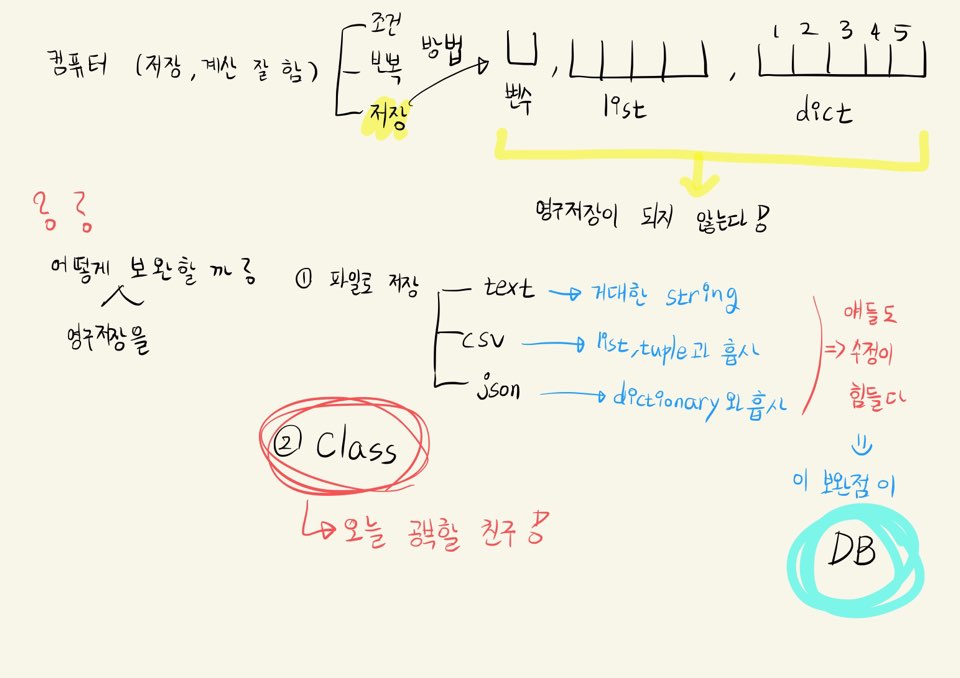 조건
컴퓨터 (저장, 계산 잘 함)
반복
저장
방법
변수 , list , dict
1 2 3 4 5
영구저장이 되지 않는다!
??
어떻게 보완할까?
영구저장을
① 파일로 저장
text → 거대한 string
csv → list, tuple과 흡사
json → dictionary와 흡사
얘들도
⇒ 수정이
힘들다
이 보완점이
DB
② Class
↳ 오늘 공부할 친구!